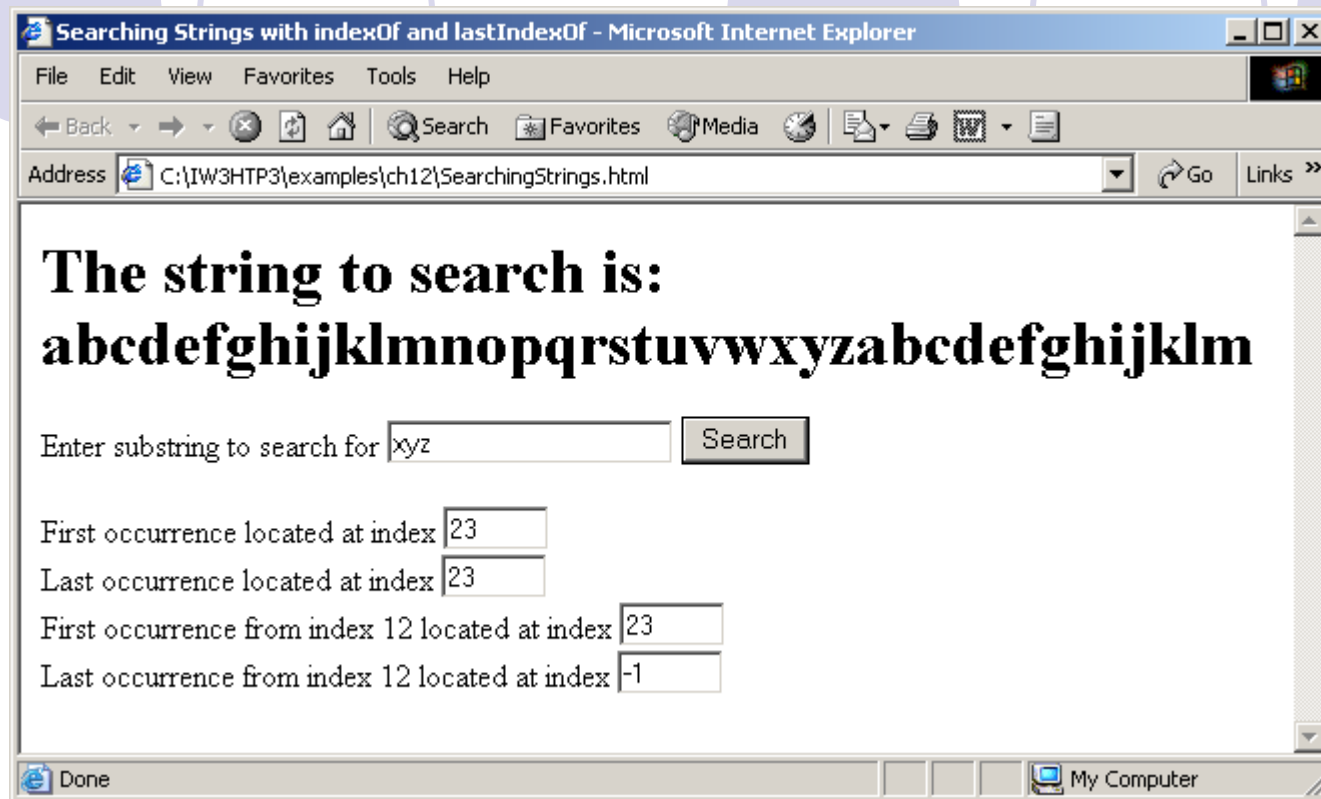 Searching Strings with indexOf and lastIndexOf - Microsoft Internet Explorer
File Edit View Favorites Tools Help
Back Search Favorites Media
Address C:\IW3HTP3\examples\ch12\SearchingStrings.html Go Links »
The string to search is:
abcdefghijklmnopqrstuvwxyzabcdefghijklm
Enter substring to search for xyz Search
First occurrence located at index 23
Last occurrence located at index 23
First occurrence from index 12 located at index 23
Last occurrence from index 12 located at index -1
Done My Computer